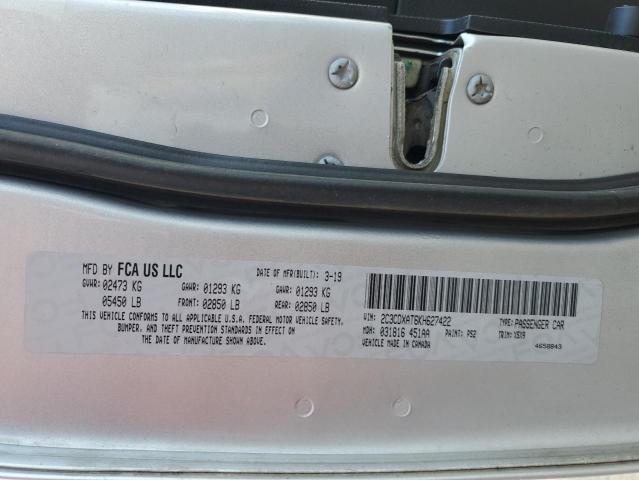 MFD BY FCA US LLC DATE OF MFR(BUILT): 3-19
GVWR: 02473 KG GAWR: 01293 KG GAWR: 01293 KG
05450 LB FRONT: 02850 LB REAR: 02850 LB
THIS VEHICLE CONFORMS TO ALL APPLICABLE U.S.A. FEDERAL MOTOR VEHICLE SAFETY,
BUMPER, AND THEFT PREVENTION STANDARDS IN EFFECT ON
THE DATE OF MANUFACTURE SHOWN ABOVE.
VIN: 2C3CDXAT8KH627422 TYPE: PASSENGER CAR
MDH: 031816 451AA PAINT: PS2 TRIM: X5X9
VEHICLE MADE IN CANADA 4658843